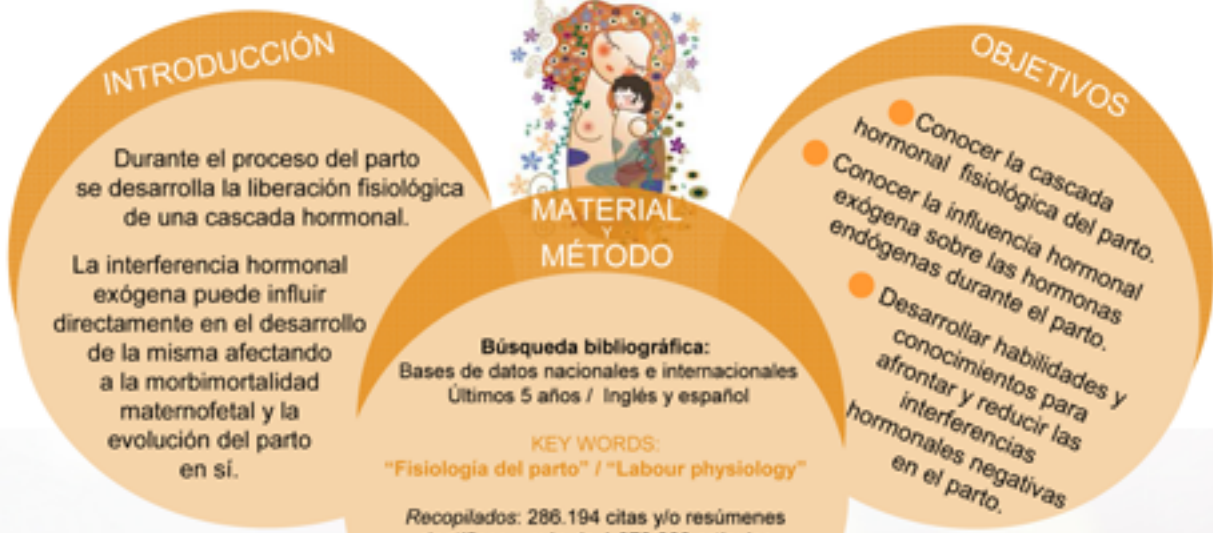 INTRODUCCIÓN
Durante el proceso del parto
se desarrolla la liberación fisiológica
de una cascada hormonal.
La interferencia hormonal
exógena puede influir
directamente en el desarrollo
de la misma afectando
a la morbimortalidad
maternofetal y la
evolución del parto
en sí.
MATERIAL
Y
MÉTODO
Búsqueda bibliográfica:
Bases de datos nacionales e internacionales
Últimos 5 años / Inglés y español
KEY WORDS:
“Fisiología del parto” / “Labour physiology”
Recopilados: 286.194 citas y/o resúmenes
OBJETIVOS
Conocer la cascada
hormonal fisiológica del parto.
Conocer la influencia hormonal
exógena sobre las hormonas
endógenas durante el parto.
Desarrollar habilidades y
conocimientos para
afrontar y reducir las
interferencias
hormonales negativas
en el parto.